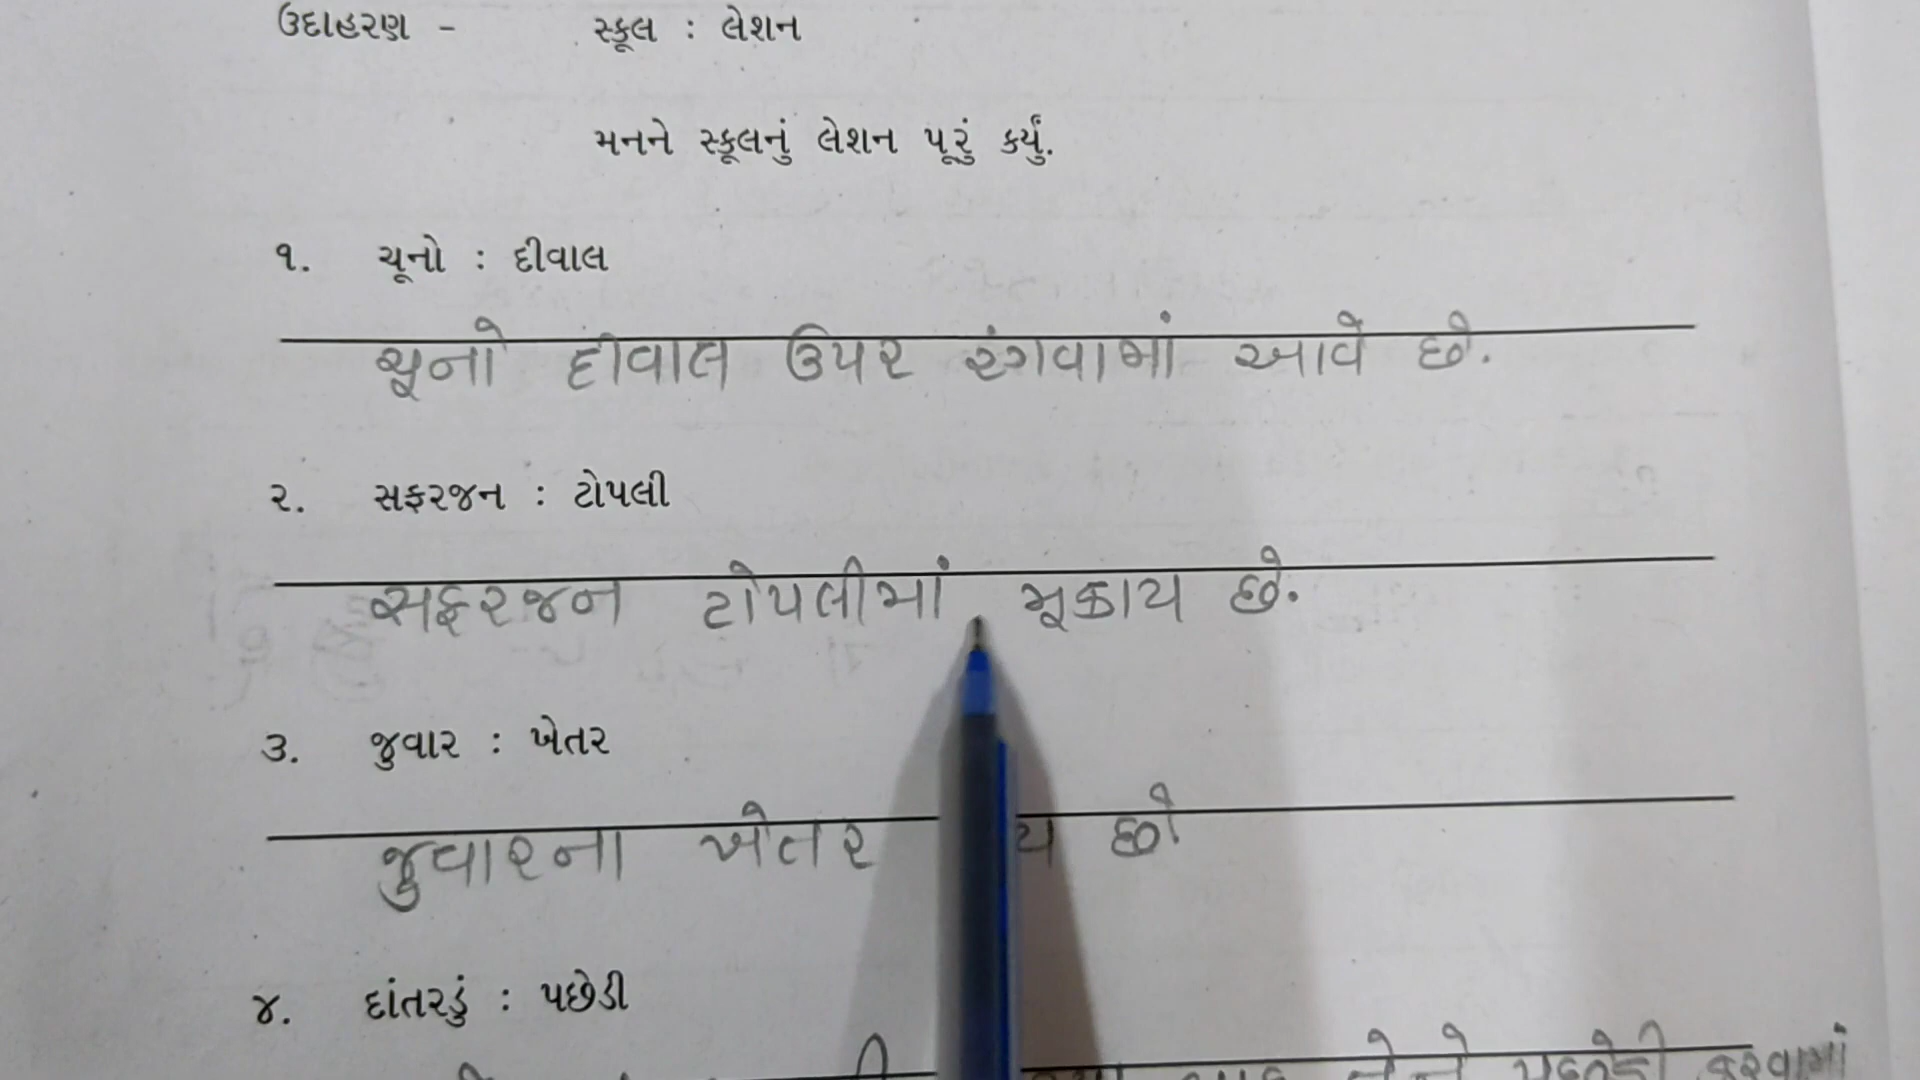 ઉદાહરણ - સ્કૂલ : લેશન
મનને સ્કૂલનું લેશન પૂરું કર્યું.
૧. ચૂનો : દીવાલ
ચૂનો દીવાલ ઉપર રંગવામાં આવે છે.
૨. સફરજન : ટોપલી
સફરજન ટોપલીમાં મૂકાય છે.
૩. જુવાર : ખેતર
જુવારના ખેતર છે
૪. દાંતરડું : પછેડી